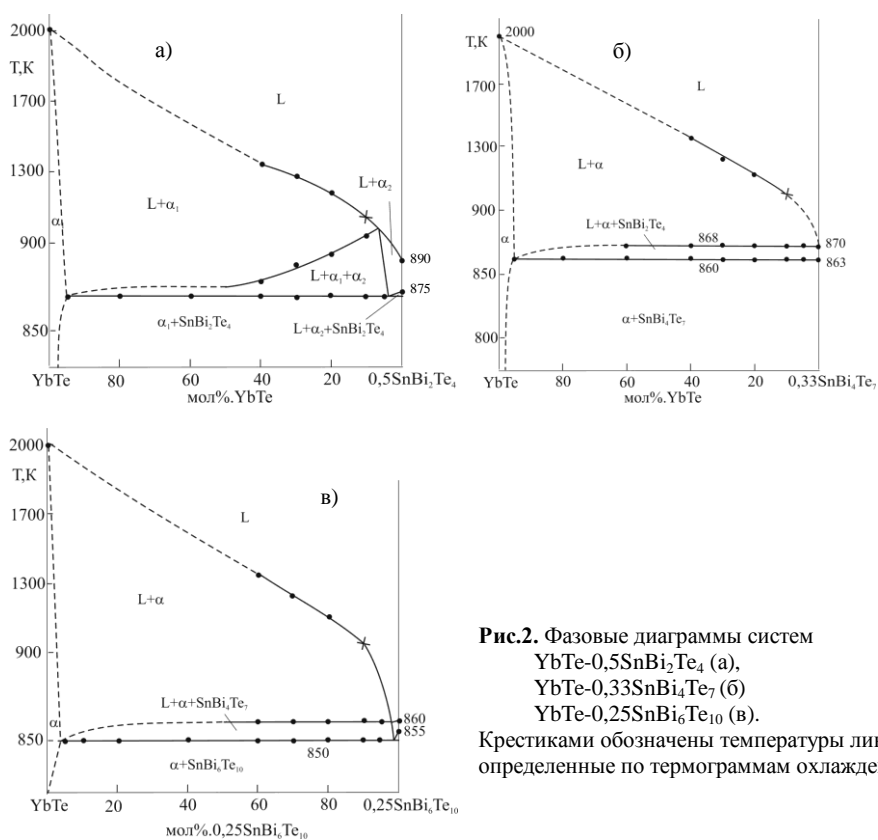 а)
2000
T,К
1700
1300
900
850
L
L+α₁
L+α₂
L+α₁+α₂
α
890
875
α₁+SnBi₂Te₄
L+α₂+SnBi₂Te₄
YbTe 80 60 40 20 0,5SnBi₂Te₄
мол%.YbTe
б)
2000
T,К
1700
1300
900
850
800
L
L+α
L+α+SnBi₂Te₄
α
868
870
860
863
α+SnBi₄Te₇
YbTe 80 60 40 20 0,33SnBi₄Te₇
мол%.YbTe
в)
2000
T,К
1700
1300
900
850
L
L+α
L+α+SnBi₄Te₇
α
860
855
850
α+SnBi₆Te₁₀
YbTe 20 40 60 80 0,25SnBi₆Te₁₀
мол%.0,25SnBi₆Te₁₀
Рис.2. Фазовые диаграммы систем
YbTe-0,5SnBi₂Te₄ (а),
YbTe-0,33SnBi₄Te₇ (б)
YbTe-0,25SnBi₆Te₁₀ (в).
Крестиками обозначены температуры ли
определенные по термограммам охлажде